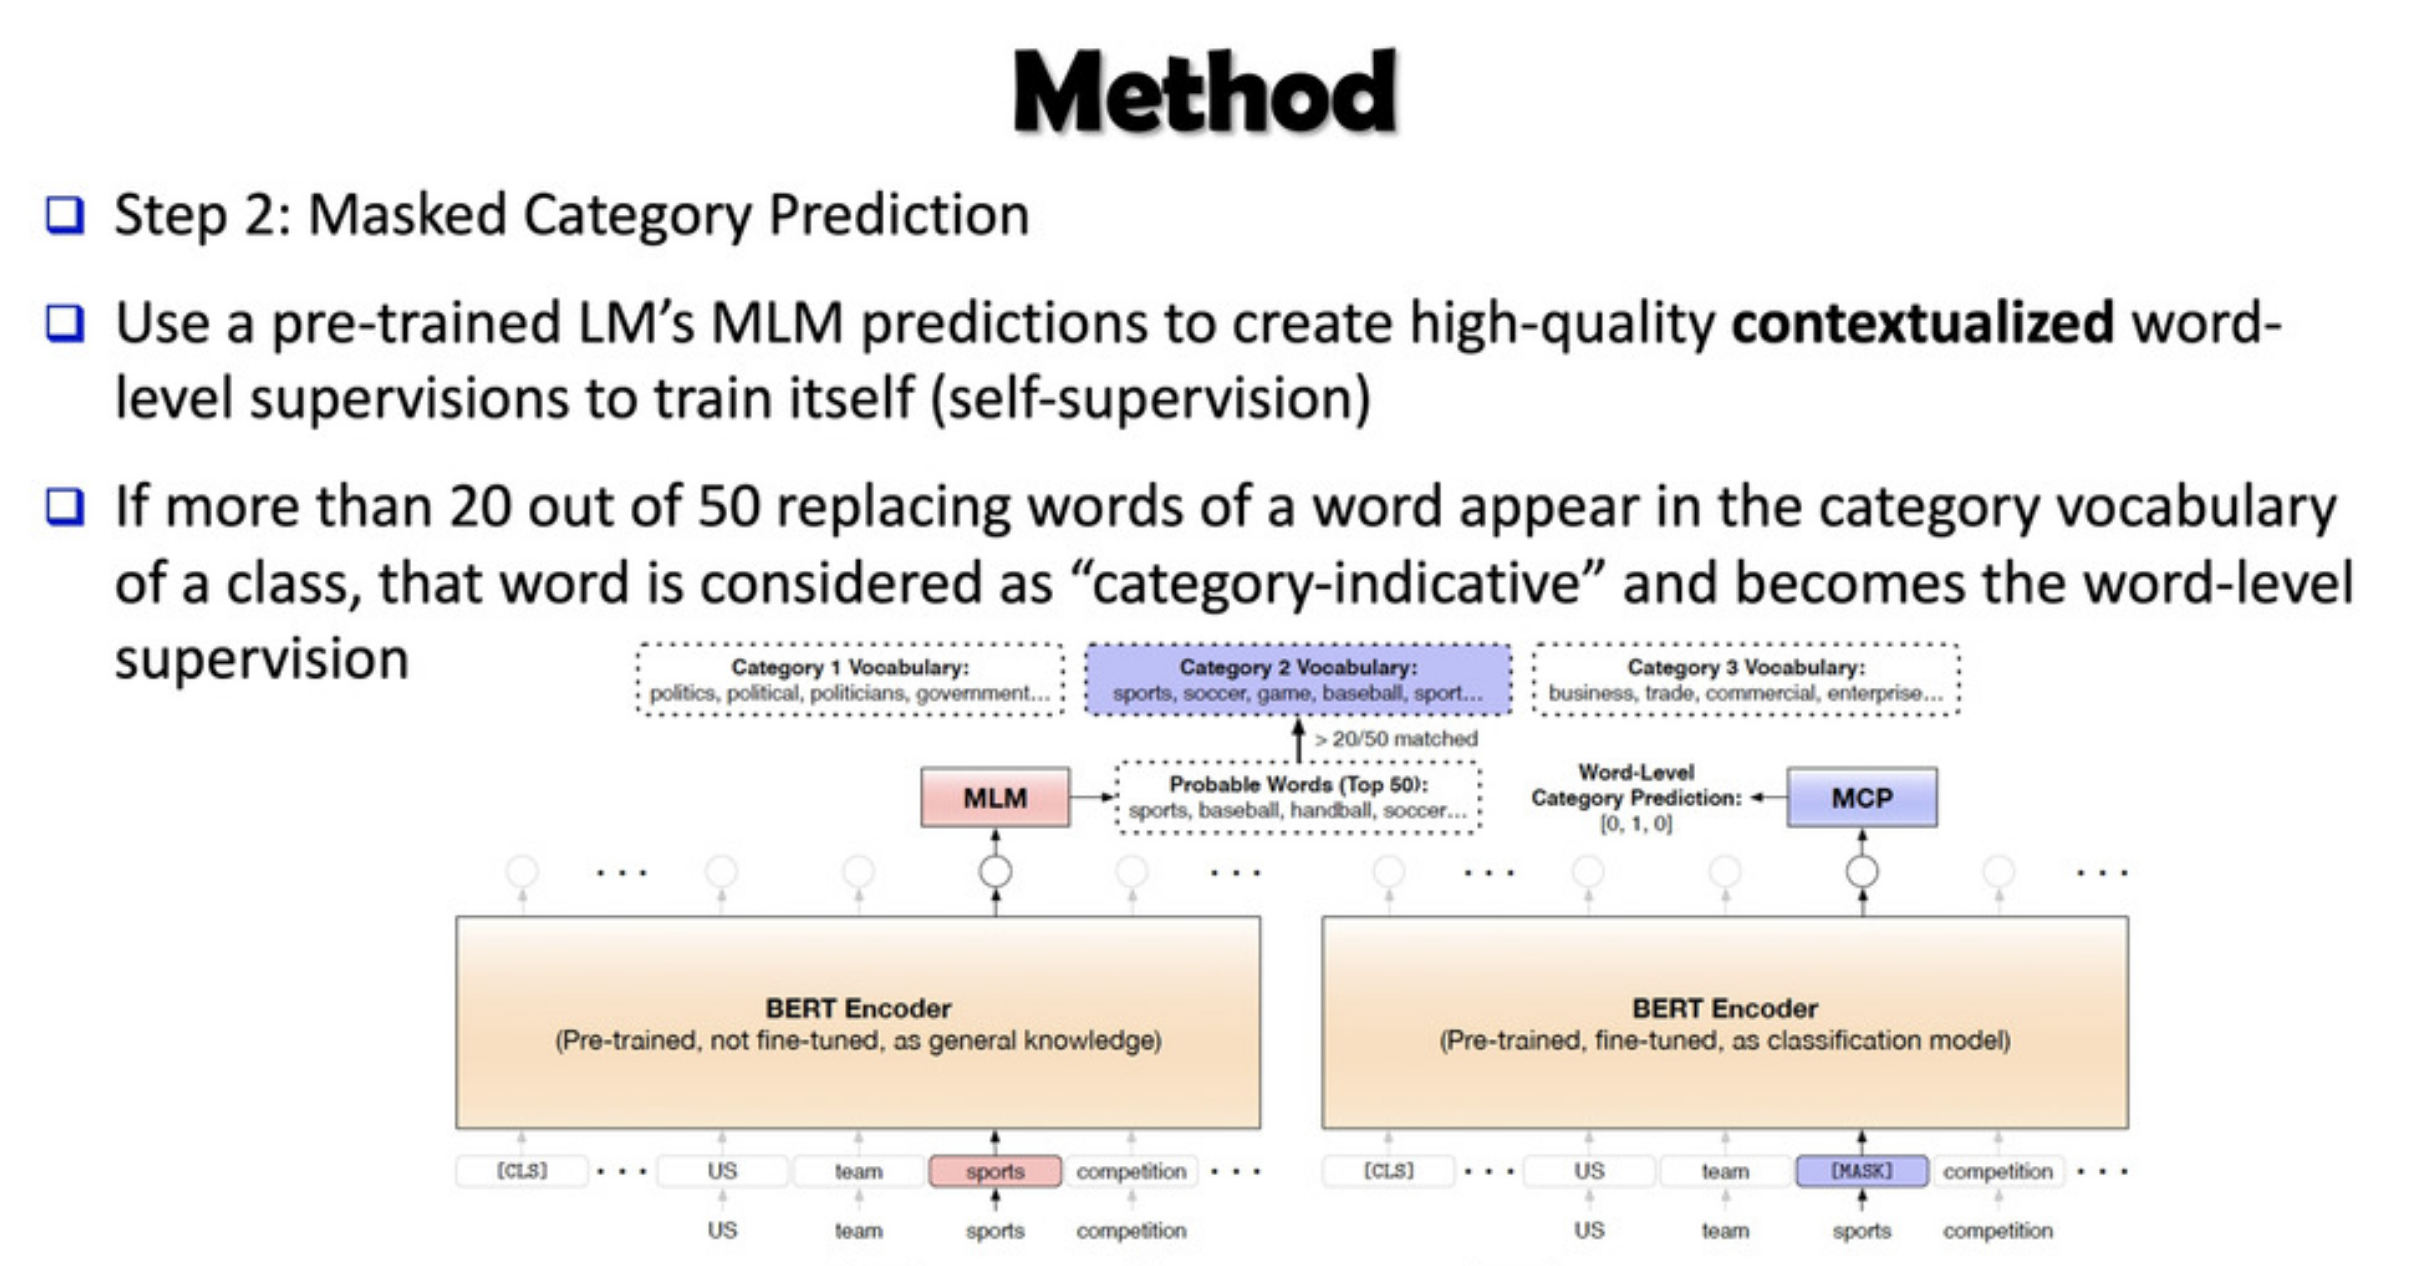 Method
Step 2: Masked Category Prediction
Use a pre-trained LM's MLM predictions to create high-quality contextualized word-
level supervisions to train itself (self-supervision)
If more than 20 out of 50 replacing words of a word appear in the category vocabulary
of a class, that word is considered as “category-indicative” and becomes the word-level
supervision
Category 1 Vocabulary:
politics, political, politicians, government...
Category 2 Vocabulary:
sports, soccer, game, baseball, sport...
Category 3 Vocabulary:
business, trade, commercial, enterprise...
> 20/50 matched
MLM
Probable Words (Top 50):
sports, baseball, handball, soccer...
Word-Level
Category Prediction:
[0, 1, 0]
MCP
. . . . . . . . . . . .
BERT Encoder
(Pre-trained, not fine-tuned, as general knowledge)
BERT Encoder
(Pre-trained, fine-tuned, as classification model)
[CLS] . . . US team sports competition . . .
[CLS] . . . US team [MASK] competition . . .
US team sports competition
US team sports competition